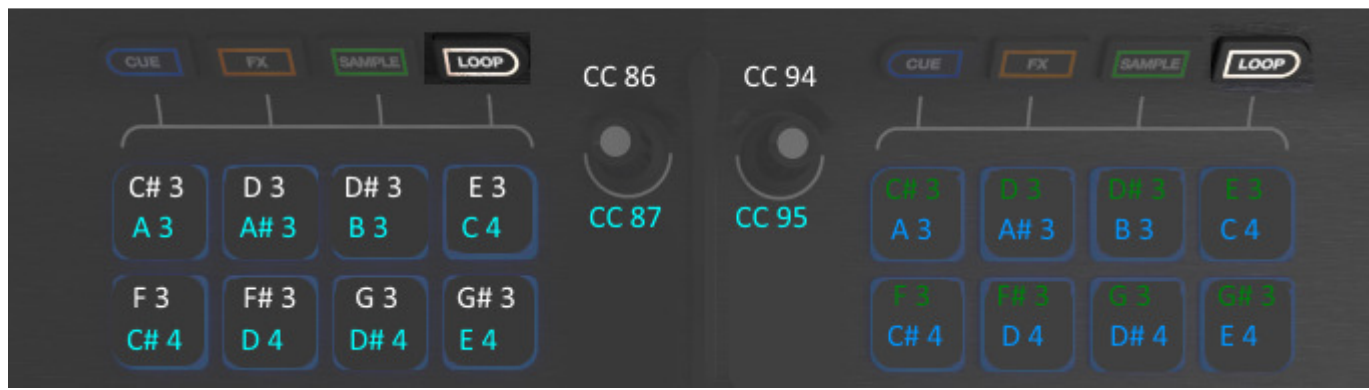 CUE FX SAMPLE LOOP
CC 86 CC 94
CUE FX SAMPLE LOOP
C# 3 D 3 D# 3 E 3
A 3 A# 3 B 3 C 4
CC 87 CC 95
C# 3 D 3 D# 3 E 3
A 3 A# 3 B 3 C 4
F 3 F# 3 G 3 G# 3
C# 4 D 4 D# 4 E 4
F 3 F# 3 G 3 G# 3
C# 4 D 4 D# 4 E 4